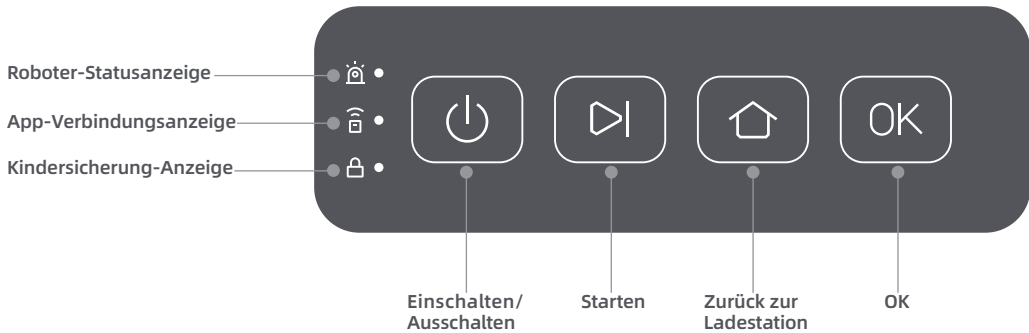 Roboter-Statusanzeige
App-Verbindungsanzeige
Kindersicherung-Anzeige
OK
Einschalten/
Ausschalten
Starten
Zurück zur
Ladestation
OK